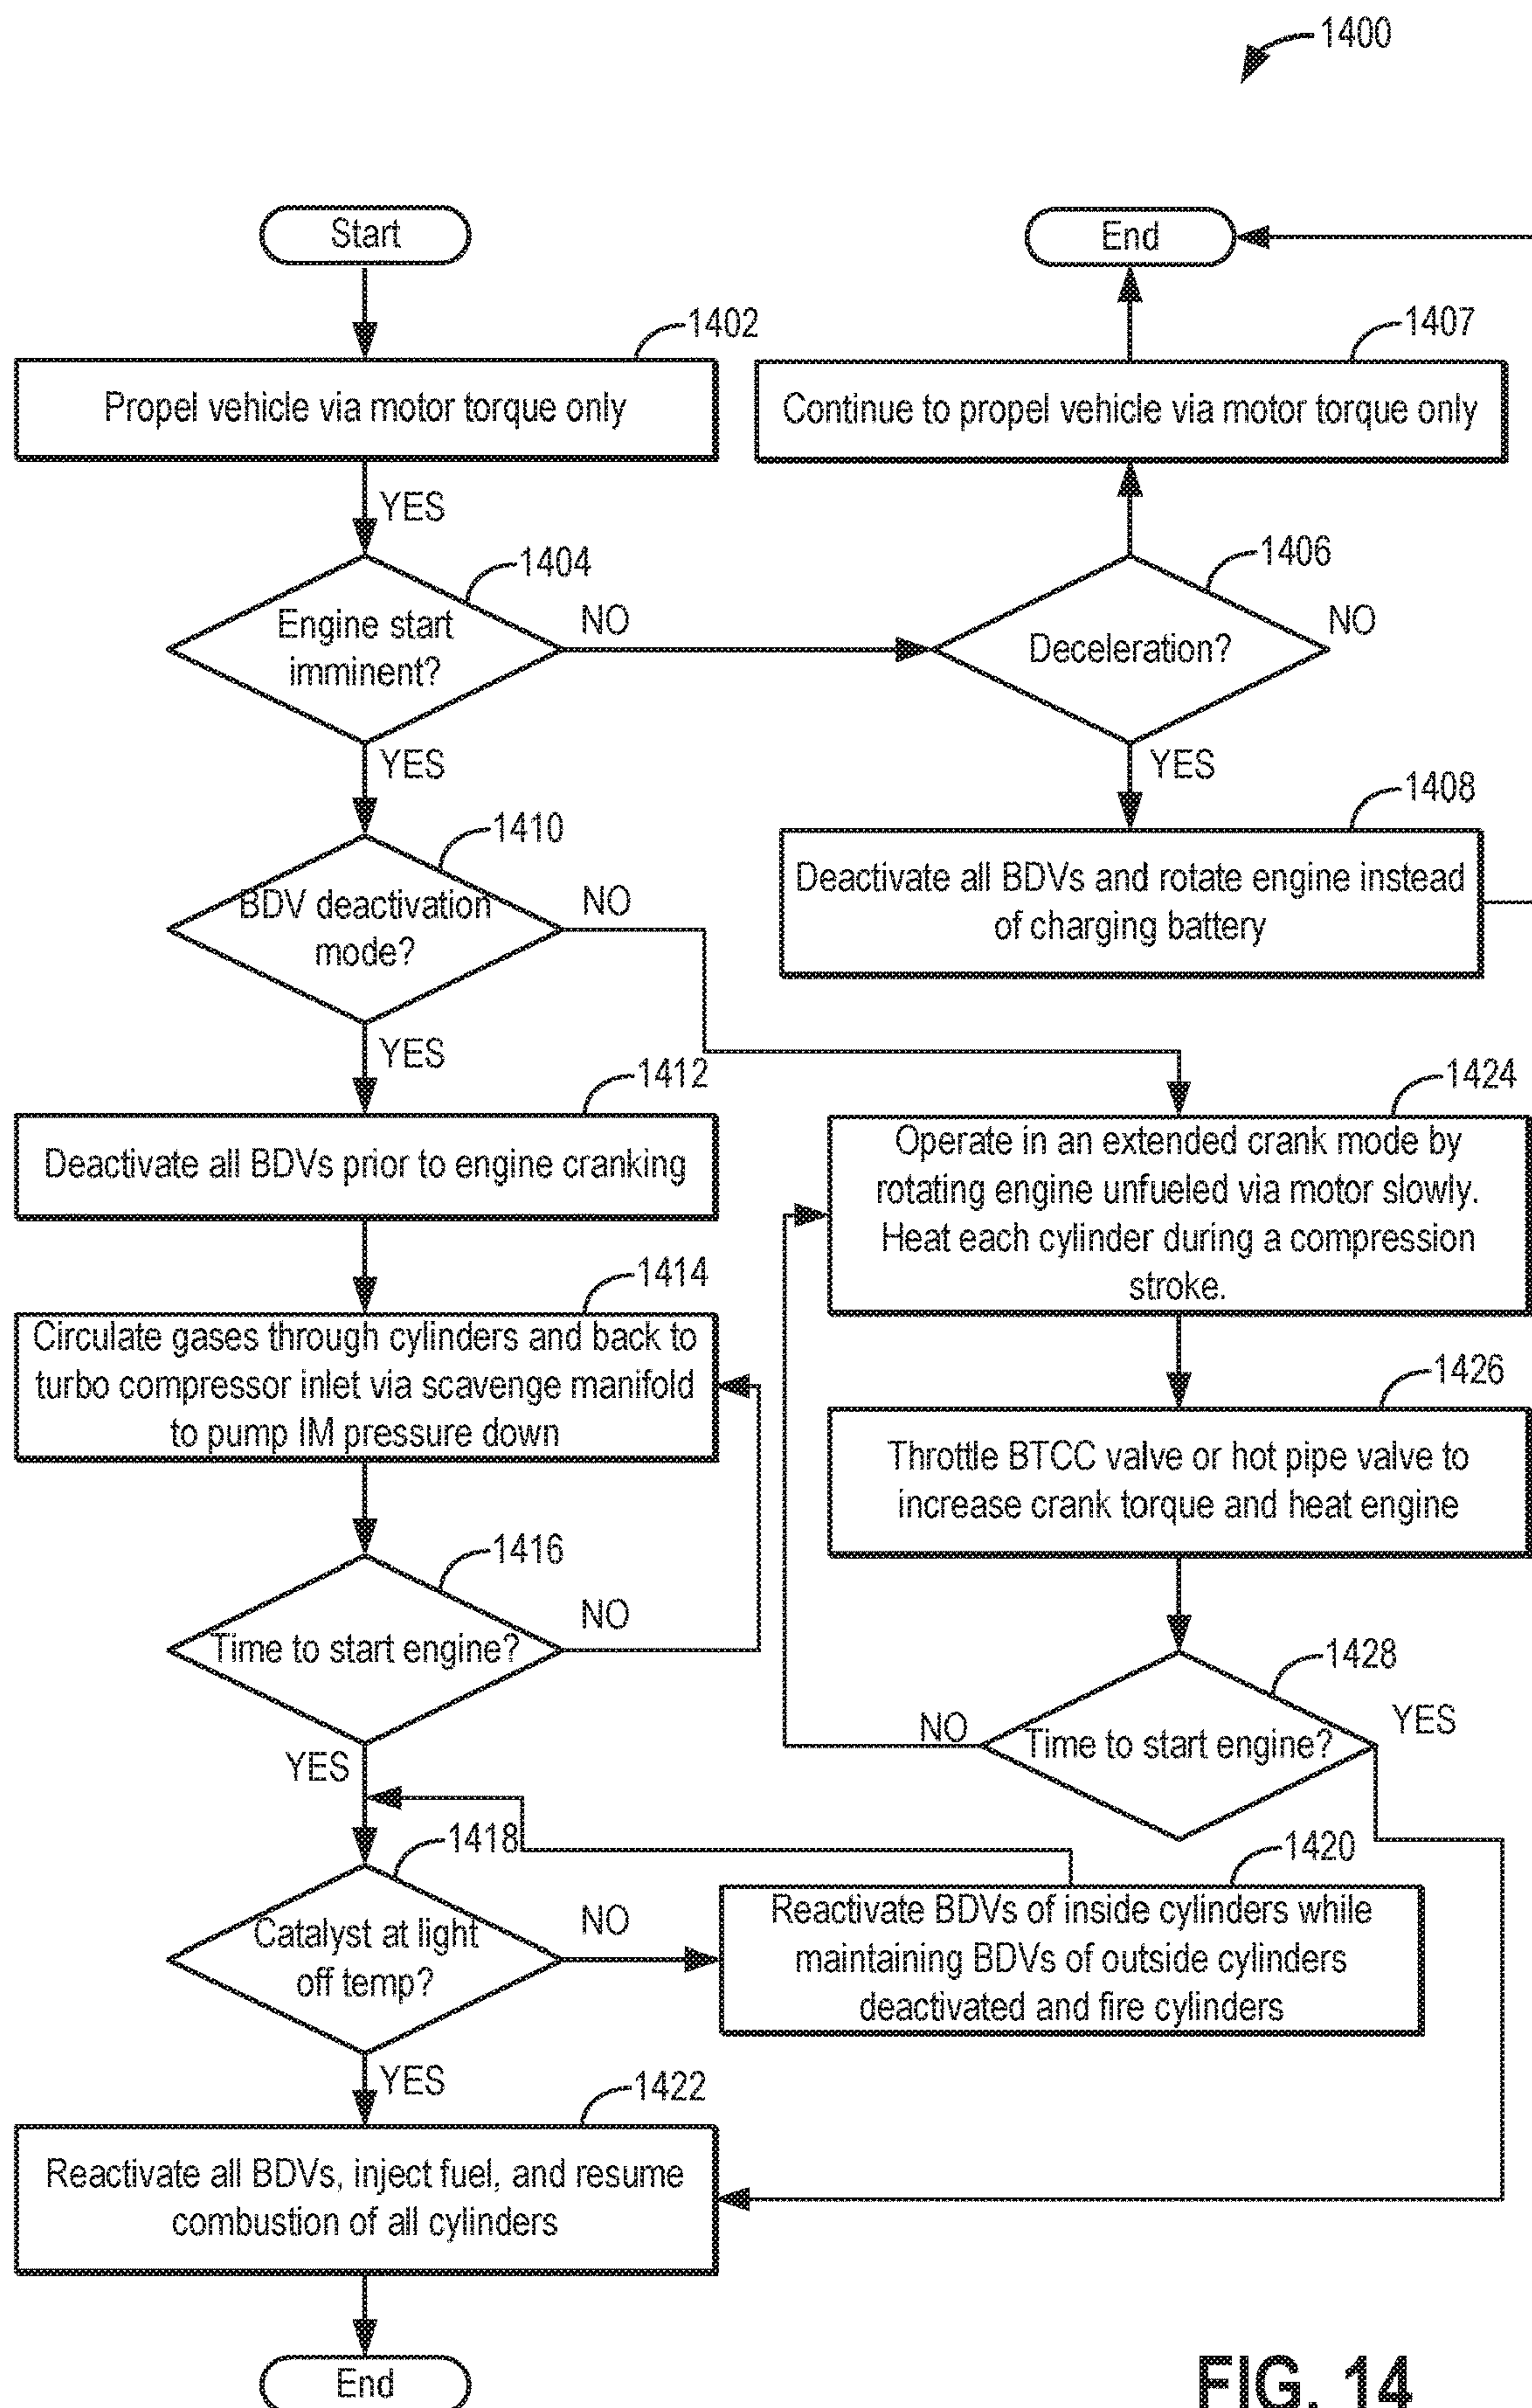 1400
Start
End
1402
1407
Propel vehicle via motor torque only
Continue to propel vehicle via motor torque only
YES
1404
1406
Engine start
imminent?
NO
Deceleration?
NO
YES
YES
1410
1408
BDV deactivation
mode?
NO
Deactivate all BDVs and rotate engine instead
of charging battery
YES
1412
1424
Deactivate all BDVs prior to engine cranking
Operate in an extended crank mode by
rotating engine unfueled via motor slowly.
Heat each cylinder during a compression
stroke.
1414
Circulate gases through cylinders and back to
turbo compressor inlet via scavenge manifold
to pump IM pressure down
1426
Throttle BTCC valve or hot pipe valve to
increase crank torque and heat engine
1416
Time to start engine?
NO
1428
Time to start engine?
NO
YES
YES
1418
1420
Catalyst at light
off temp?
NO
Reactivate BDVs of inside cylinders while
maintaining BDVs of outside cylinders
deactivated and fire cylinders
YES
1422
Reactivate all BDVs, inject fuel, and resume
combustion of all cylinders
End
FIG. 14